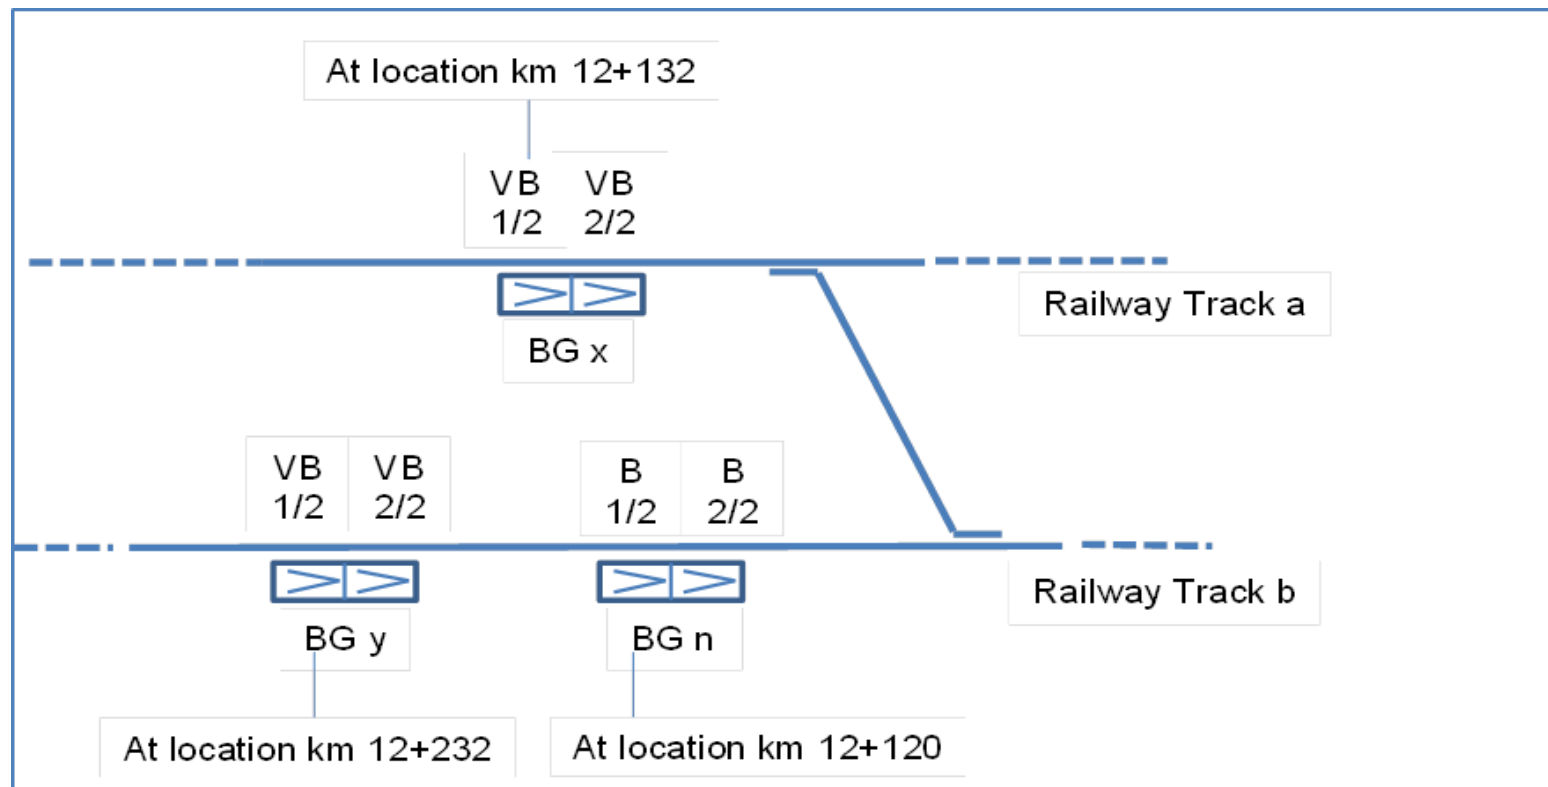 At location km 12+132
VB VB
1/2 2/2
Railway Track a
BG x
VB VB B B
1/2 2/2 1/2 2/2
Railway Track b
BG y BG n
At location km 12+232 At location km 12+120